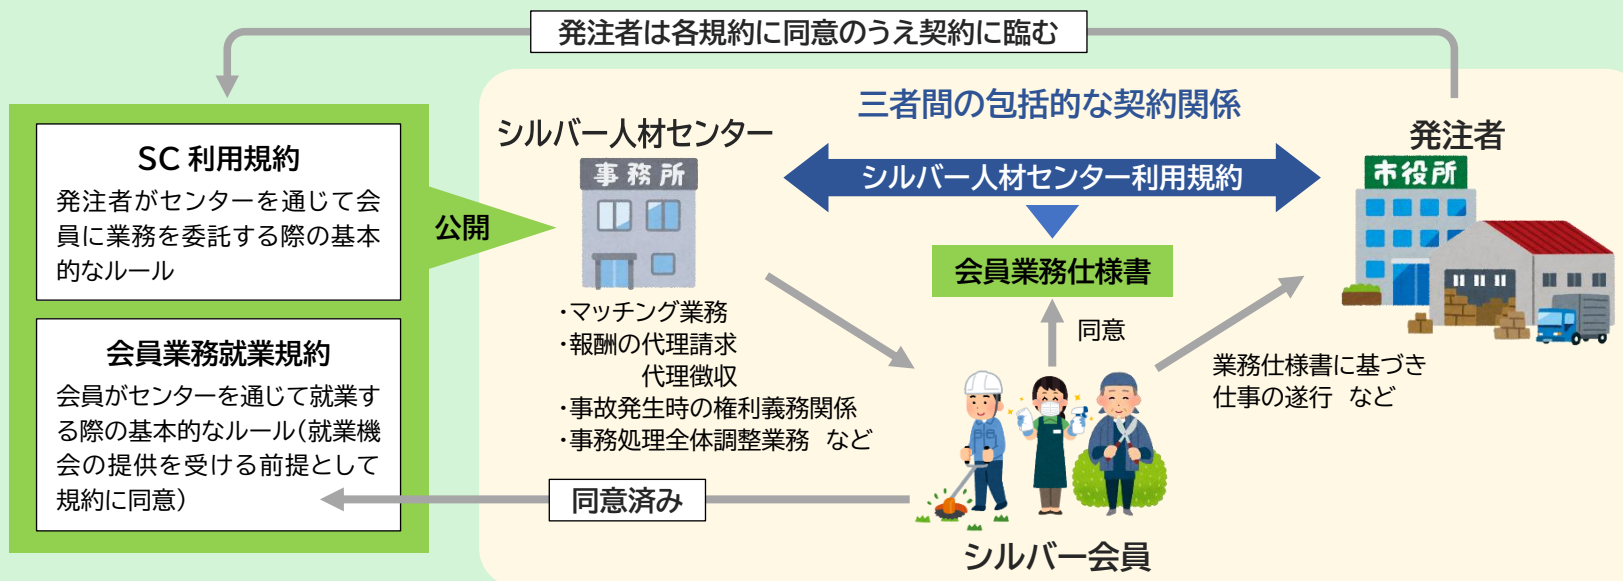 発注者は各規約に同意のうえ契約に臨む
SC 利用規約
発注者がセンターを通じて会
員に業務を委託する際の基本
的なルール
会員業務就業規約
会員がセンターを通じて就業す
る際の基本的なルール(就業機
会の提供を受ける前提として
規約に同意)
公開
三者間の包括的な契約関係
シルバー人材センター
事務所
・マッチング業務
・報酬の代理請求
代理徴収
・事故発生時の権利義務関係
・事務処理全体調整業務 など
シルバー人材センター利用規約
会員業務仕様書
同意
発注者
市役所
業務仕様書に基づき
仕事の遂行 など
同意済み
シルバー会員